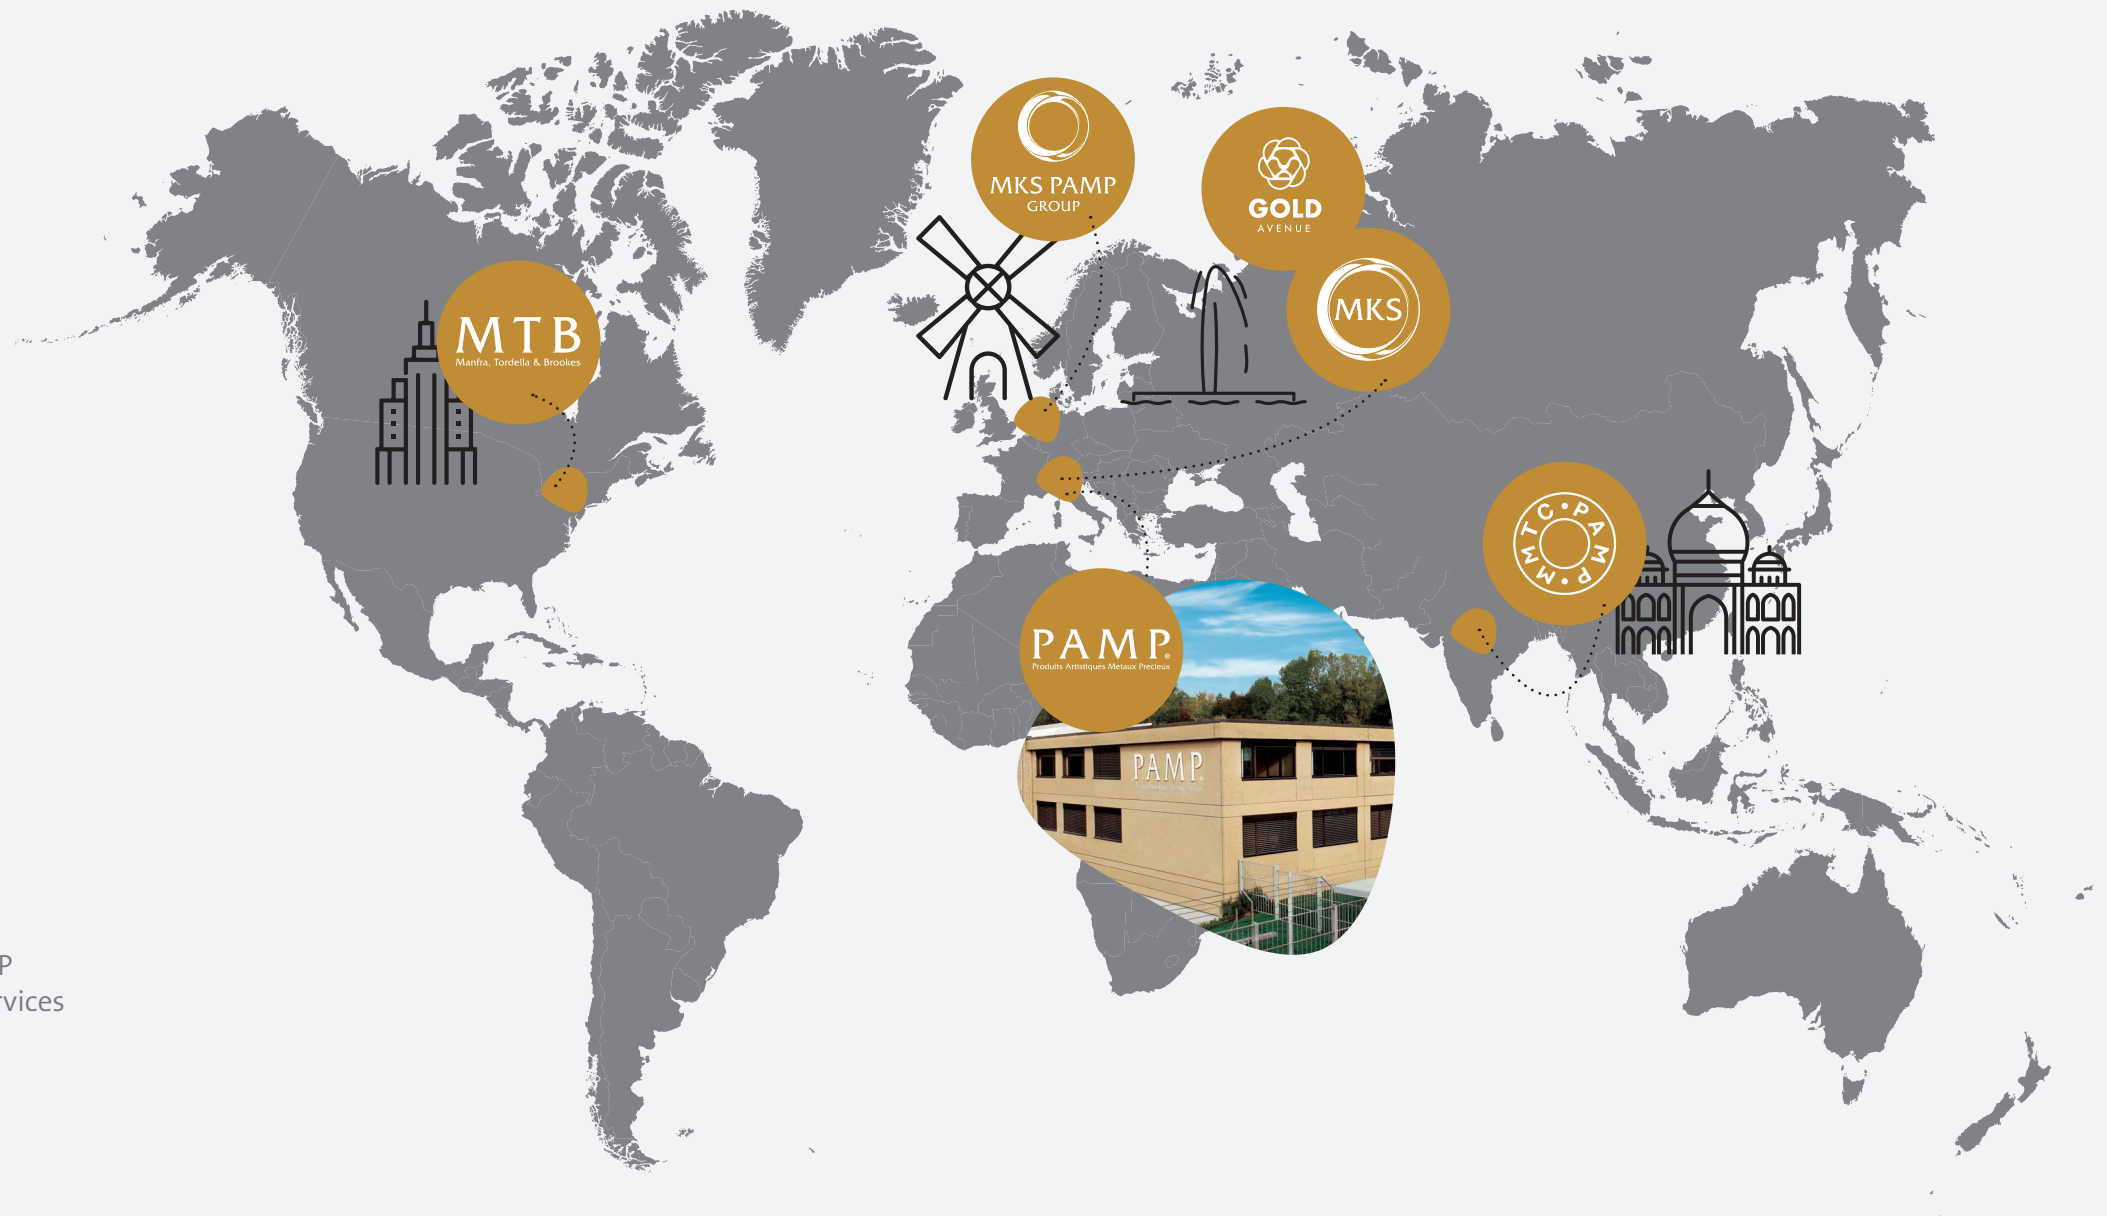 MKS PAMP
GROUP
GOLD
AVENUE
MKS
MTB
Manfra, Tordella & Brookes
MMTC • PAMP •
PAMP®
Produits Artistiques Metaux Precieux
PAMP
P
rvices